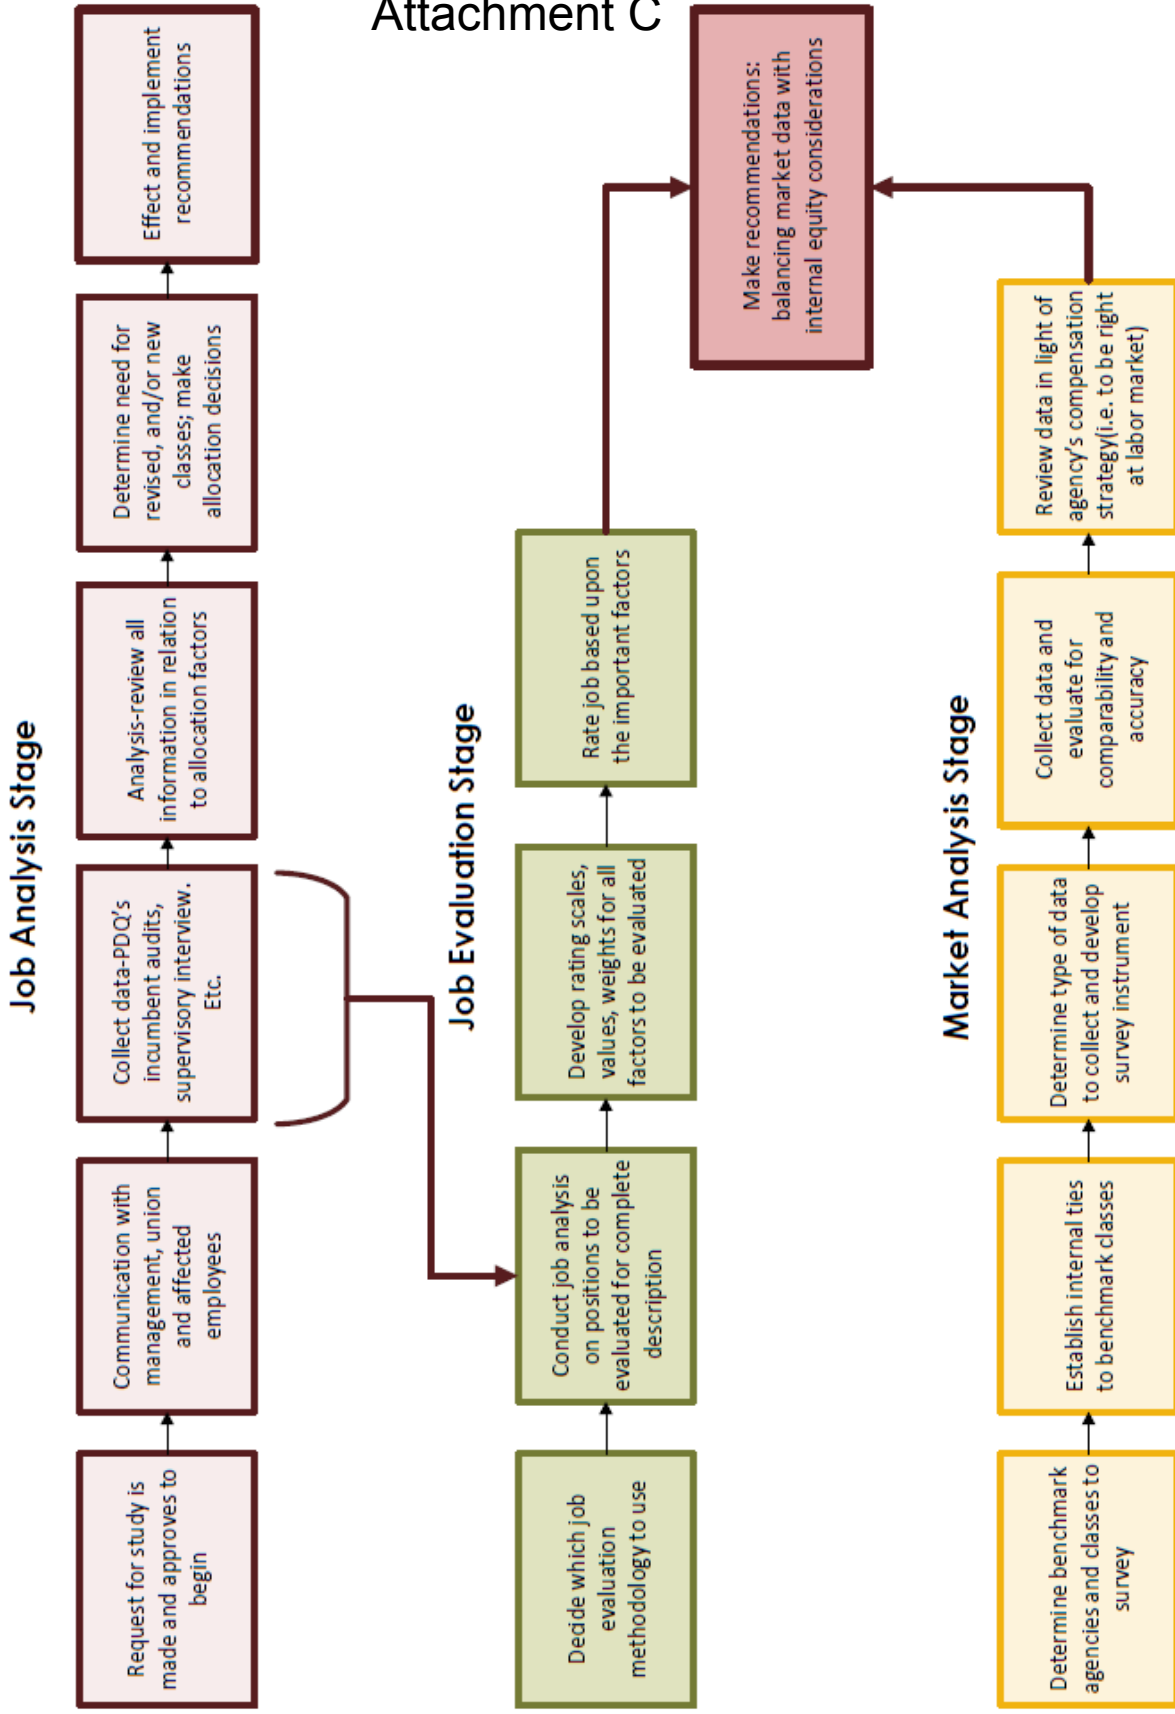 Attachment C
Job Analysis Stage
Request for study is
made and approves to
begin
Communication with
management, union
and affected
employees
Collect data-PDQ's
incumbent audits,
supervisory interview.
Etc.
Analysis-review all
information in relation
to allocation factors
Determine need for
revised, and/or new
classes; make
allocation decisions
Effect and implement
recommendations
Job Evaluation Stage
Decide which job
evaluation
methodology to use
Conduct job analysis
on positions to be
evaluated for complete
description
Develop rating scales,
values, weights for all
factors to be evaluated
Rate job based upon
the important factors
Make recommendations:
balancing market data with
internal equity considerations
Market Analysis Stage
Determine benchmark
agencies and classes to
survey
Establish internal ties
to benchmark classes
Determine type of data
to collect and develop
survey instrument
Collect data and
evaluate for
comparability and
accuracy
Review data in light of
agency's compensation
strategy(i.e. to be right
at labor market)